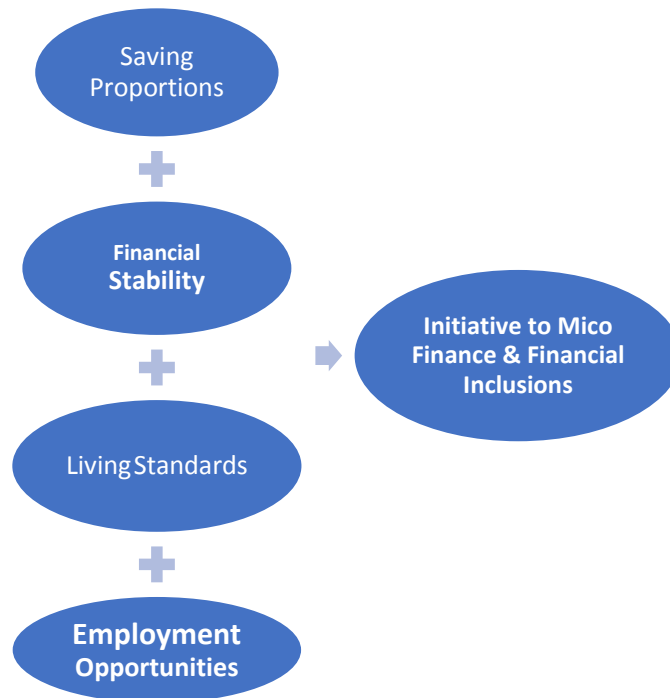 Saving
Proportions
Financial
Stability
Initiative to Mico
Finance & Financial
Inclusions
Living Standards
Employment
Opportunities